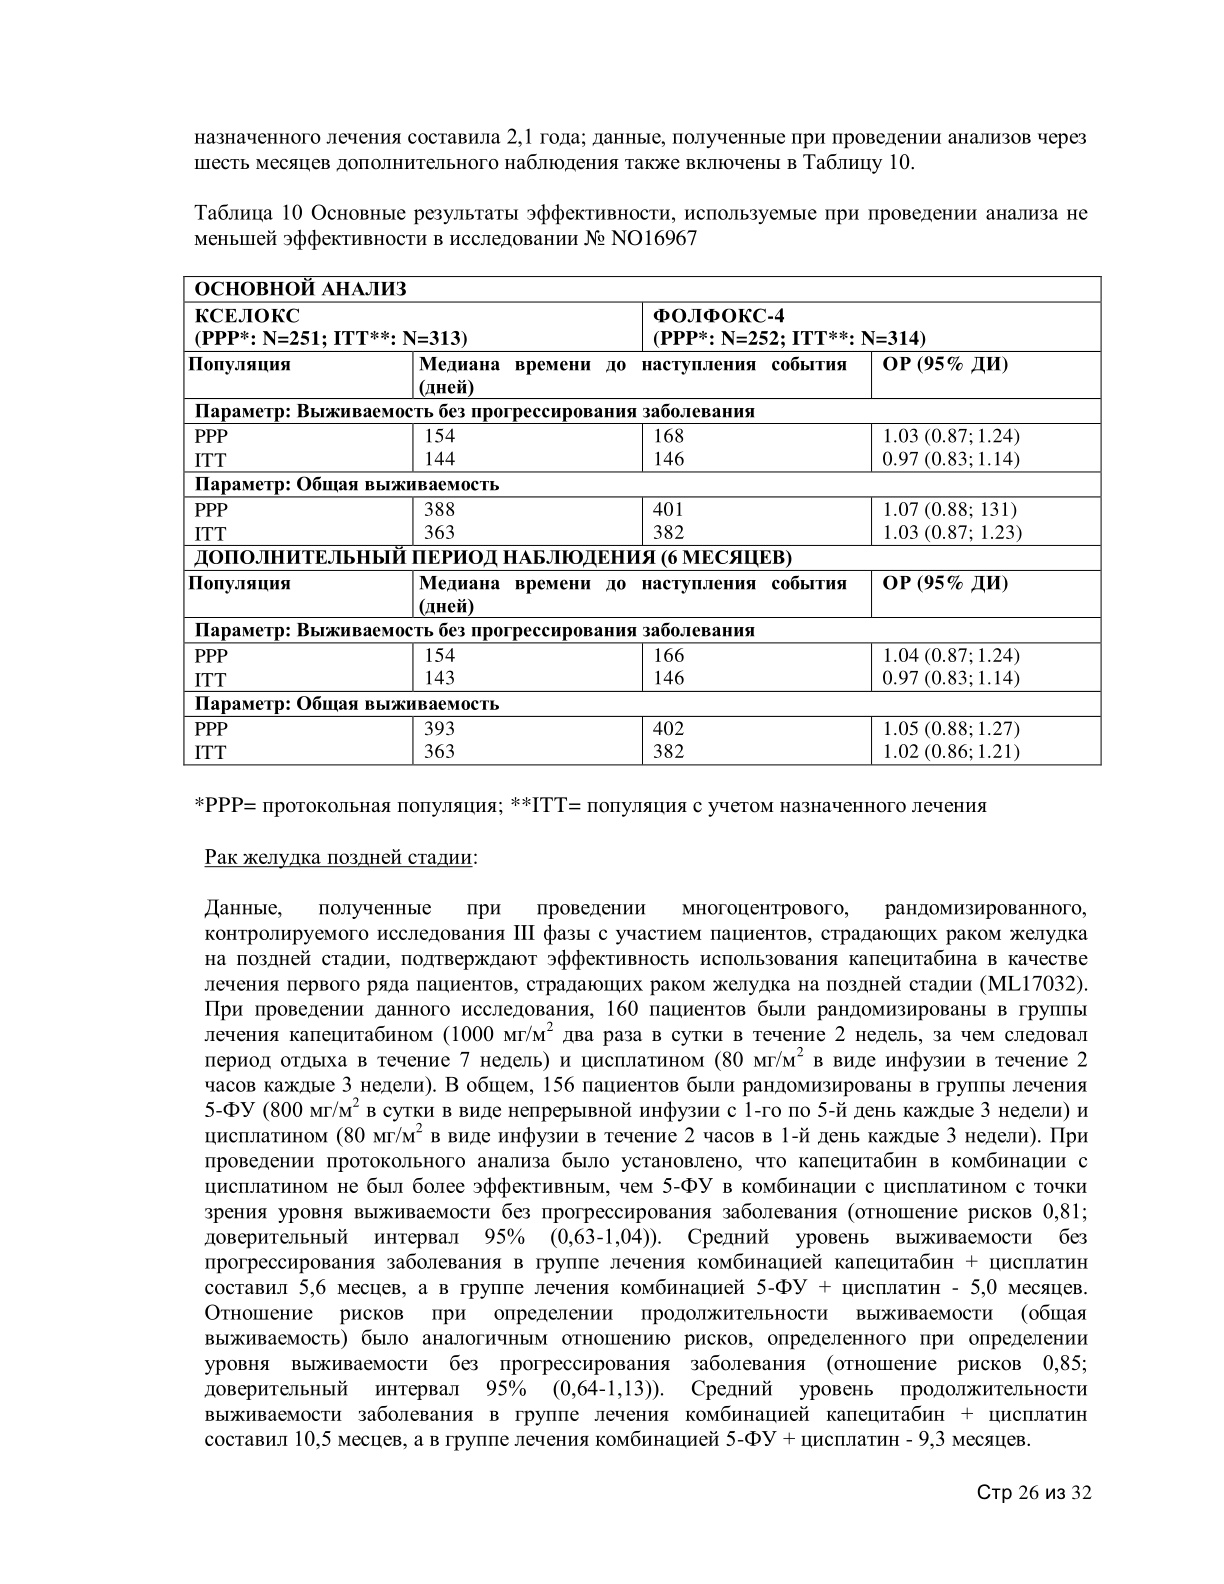 назначенного лечения составила 2,1 года; данные, полученные при проведении анализов через
шесть месяцев дополнительного наблюдения также включены в Таблицу 10.
Таблица 10 Основные результаты эффективности, используемые при проведении анализа не
меньшей эффективности в исследовании № NO16967
ОСНОВНОЙ АНАЛИЗ
КСЕЛОКС ФОЛФОКС-4
(PPP*: N=251; ITT**: N=313) (PPP*: N=252; ITT**: N=314)
Популяция Медиана времени до наступления события ОР (95% ДИ)
(дней)
Параметр: Выживаемость без прогрессирования заболевания
PPP 154 168 1.03 (0.87; 1.24)
ITT 144 146 0.97 (0.83; 1.14)
Параметр: Общая выживаемость
PPP 388 401 1.07 (0.88; 131)
ITT 363 382 1.03 (0.87; 1.23)
ДОПОЛНИТЕЛЬНЫЙ ПЕРИОД НАБЛЮДЕНИЯ (6 МЕСЯЦЕВ)
Популяция Медиана времени до наступления события ОР (95% ДИ)
(дней)
Параметр: Выживаемость без прогрессирования заболевания
PPP 154 166 1.04 (0.87; 1.24)
ITT 143 146 0.97 (0.83; 1.14)
Параметр: Общая выживаемость
PPP 393 402 1.05 (0.88; 1.27)
ITT 363 382 1.02 (0.86; 1.21)
*PPP= протокольная популяция; **ITT= популяция с учетом назначенного лечения
Рак желудка поздней стадии:
Данные, полученные при проведении многоцентрового, рандомизированного,
контролируемого исследования III фазы с участием пациентов, страдающих раком желудка
на поздней стадии, подтверждают эффективность использования капецитабина в качестве
лечения первого ряда пациентов, страдающих раком желудка на поздней стадии (ML17032).
При проведении данного исследования, 160 пациентов были рандомизированы в группы
лечения капецитабином (1000 мг/м² два раза в сутки в течение 2 недель, за чем следовал
период отдыха в течение 7 недель) и цисплатином (80 мг/м² в виде инфузии в течение 2
часов каждые 3 недели). В общем, 156 пациентов были рандомизированы в группы лечения
5-ФУ (800 мг/м² в сутки в виде непрерывной инфузии с 1-го по 5-й день каждые 3 недели) и
цисплатином (80 мг/м² в виде инфузии в течение 2 часов в 1-й день каждые 3 недели). При
проведении протокольного анализа было установлено, что капецитабин в комбинации с
цисплатином не был более эффективным, чем 5-ФУ в комбинации с цисплатином с точки
зрения уровня выживаемости без прогрессирования заболевания (отношение рисков 0,81;
доверительный интервал 95% (0,63-1,04)). Средний уровень выживаемости без
прогрессирования заболевания в группе лечения комбинацией капецитабин + цисплатин
составил 5,6 месцев, а в группе лечения комбинацией 5-ФУ + цисплатин - 5,0 месяцев.
Отношение рисков при определении продолжительности выживаемости (общая
выживаемость) было аналогичным отношению рисков, определенного при определении
уровня выживаемости без прогрессирования заболевания (отношение рисков 0,85;
доверительный интервал 95% (0,64-1,13)). Средний уровень продолжительности
выживаемости заболевания в группе лечения комбинацией капецитабин + цисплатин
составил 10,5 месцев, а в группе лечения комбинацией 5-ФУ + цисплатин - 9,3 месяцев.
Стр 26 из 32